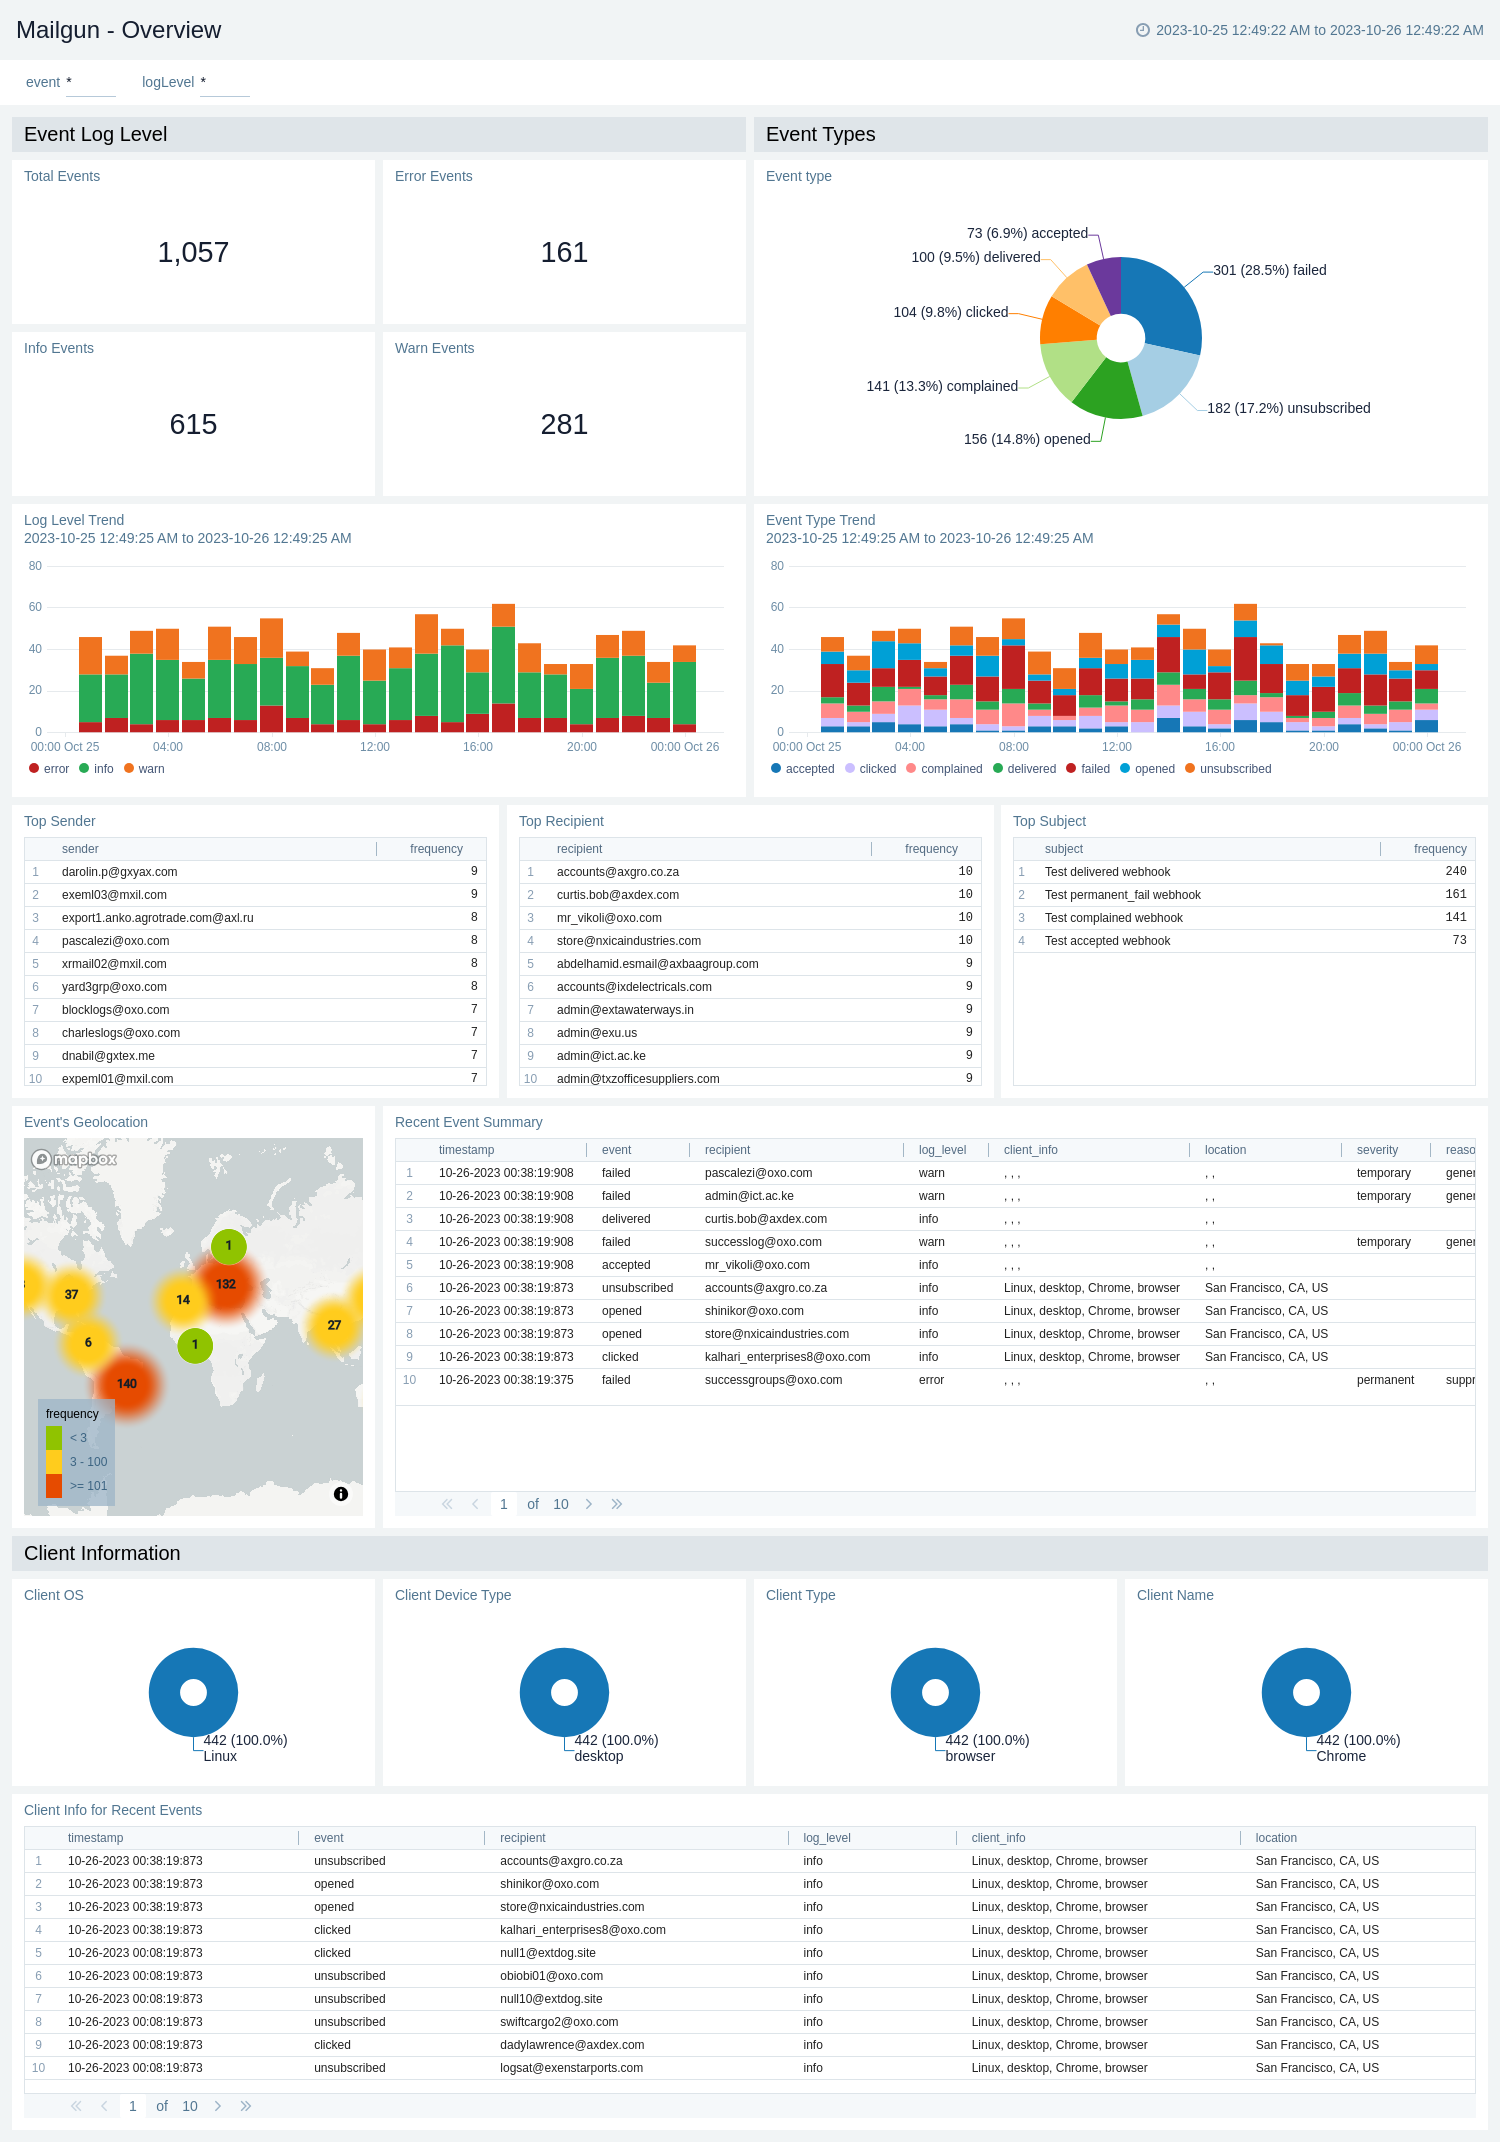 Mailgun - Overview
2023-10-25 12:49:22 AM to 2023-10-26 12:49:22 AM
event *
logLevel *
Event Log Level
Event Types
Total Events
1,057
Error Events
161
Info Events
615
Warn Events
281
Event type
73 (6.9%) accepted
100 (9.5%) delivered
104 (9.8%) clicked
141 (13.3%) complained
156 (14.8%) opened
301 (28.5%) failed
182 (17.2%) unsubscribed
Log Level Trend
2023-10-25 12:49:25 AM to 2023-10-26 12:49:25 AM
80
60
40
20
0
00:00 Oct 25 04:00 08:00 12:00 16:00 20:00 00:00 Oct 26
error info warn
Event Type Trend
2023-10-25 12:49:25 AM to 2023-10-26 12:49:25 AM
80
60
40
20
0
00:00 Oct 25 04:00 08:00 12:00 16:00 20:00 00:00 Oct 26
accepted clicked complained delivered failed opened unsubscribed
Top Sender
sender frequency
1 darolin.p@gxyax.com 9
2 exeml03@mxil.com 9
3 export1.anko.agrotrade.com@axl.ru 8
4 pascalezi@oxo.com 8
5 xrmail02@mxil.com 8
6 yard3grp@oxo.com 8
7 blocklogs@oxo.com 7
8 charleslogs@oxo.com 7
9 dnabil@gxtex.me 7
10 expeml01@mxil.com 7
Top Recipient
recipient frequency
1 accounts@axgro.co.za 10
2 curtis.bob@axdex.com 10
3 mr_vikoli@oxo.com 10
4 store@nxicaindustries.com 10
5 abdelhamid.esmail@axbaagroup.com 9
6 accounts@ixdelectricals.com 9
7 admin@extawaterways.in 9
8 admin@exu.us 9
9 admin@ict.ac.ke 9
10 admin@txzofficesuppliers.com 9
Top Subject
subject frequency
1 Test delivered webhook 240
2 Test permanent_fail webhook 161
3 Test complained webhook 141
4 Test accepted webhook 73
Event's Geolocation
mapbox
1
132
37
14
27
6
1
140
frequency
< 3
3 - 100
>= 101
Recent Event Summary
timestamp event recipient log_level client_info location severity reaso
1 10-26-2023 00:38:19:908 failed pascalezi@oxo.com warn , , , , , temporary gener
2 10-26-2023 00:38:19:908 failed admin@ict.ac.ke warn , , , , , temporary gener
3 10-26-2023 00:38:19:908 delivered curtis.bob@axdex.com info , , , , ,
4 10-26-2023 00:38:19:908 failed successlog@oxo.com warn , , , , , temporary gener
5 10-26-2023 00:38:19:908 accepted mr_vikoli@oxo.com info , , , , ,
6 10-26-2023 00:38:19:873 unsubscribed accounts@axgro.co.za info Linux, desktop, Chrome, browser San Francisco, CA, US
7 10-26-2023 00:38:19:873 opened shinikor@oxo.com info Linux, desktop, Chrome, browser San Francisco, CA, US
8 10-26-2023 00:38:19:873 opened store@nxicaindustries.com info Linux, desktop, Chrome, browser San Francisco, CA, US
9 10-26-2023 00:38:19:873 clicked kalhari_enterprises8@oxo.com info Linux, desktop, Chrome, browser San Francisco, CA, US
10 10-26-2023 00:38:19:375 failed successgroups@oxo.com error , , , , , permanent suppr
1 of 10
Client Information
Client OS
442 (100.0%)
Linux
Client Device Type
442 (100.0%)
desktop
Client Type
442 (100.0%)
browser
Client Name
442 (100.0%)
Chrome
Client Info for Recent Events
timestamp event recipient log_level client_info location
1 10-26-2023 00:38:19:873 unsubscribed accounts@axgro.co.za info Linux, desktop, Chrome, browser San Francisco, CA, US
2 10-26-2023 00:38:19:873 opened shinikor@oxo.com info Linux, desktop, Chrome, browser San Francisco, CA, US
3 10-26-2023 00:38:19:873 opened store@nxicaindustries.com info Linux, desktop, Chrome, browser San Francisco, CA, US
4 10-26-2023 00:38:19:873 clicked kalhari_enterprises8@oxo.com info Linux, desktop, Chrome, browser San Francisco, CA, US
5 10-26-2023 00:08:19:873 clicked null1@extdog.site info Linux, desktop, Chrome, browser San Francisco, CA, US
6 10-26-2023 00:08:19:873 unsubscribed obiobi01@oxo.com info Linux, desktop, Chrome, browser San Francisco, CA, US
7 10-26-2023 00:08:19:873 unsubscribed null10@extdog.site info Linux, desktop, Chrome, browser San Francisco, CA, US
8 10-26-2023 00:08:19:873 unsubscribed swiftcargo2@oxo.com info Linux, desktop, Chrome, browser San Francisco, CA, US
9 10-26-2023 00:08:19:873 clicked dadylawrence@axdex.com info Linux, desktop, Chrome, browser San Francisco, CA, US
10 10-26-2023 00:08:19:873 unsubscribed logsat@exenstarports.com info Linux, desktop, Chrome, browser San Francisco, CA, US
1 of 10